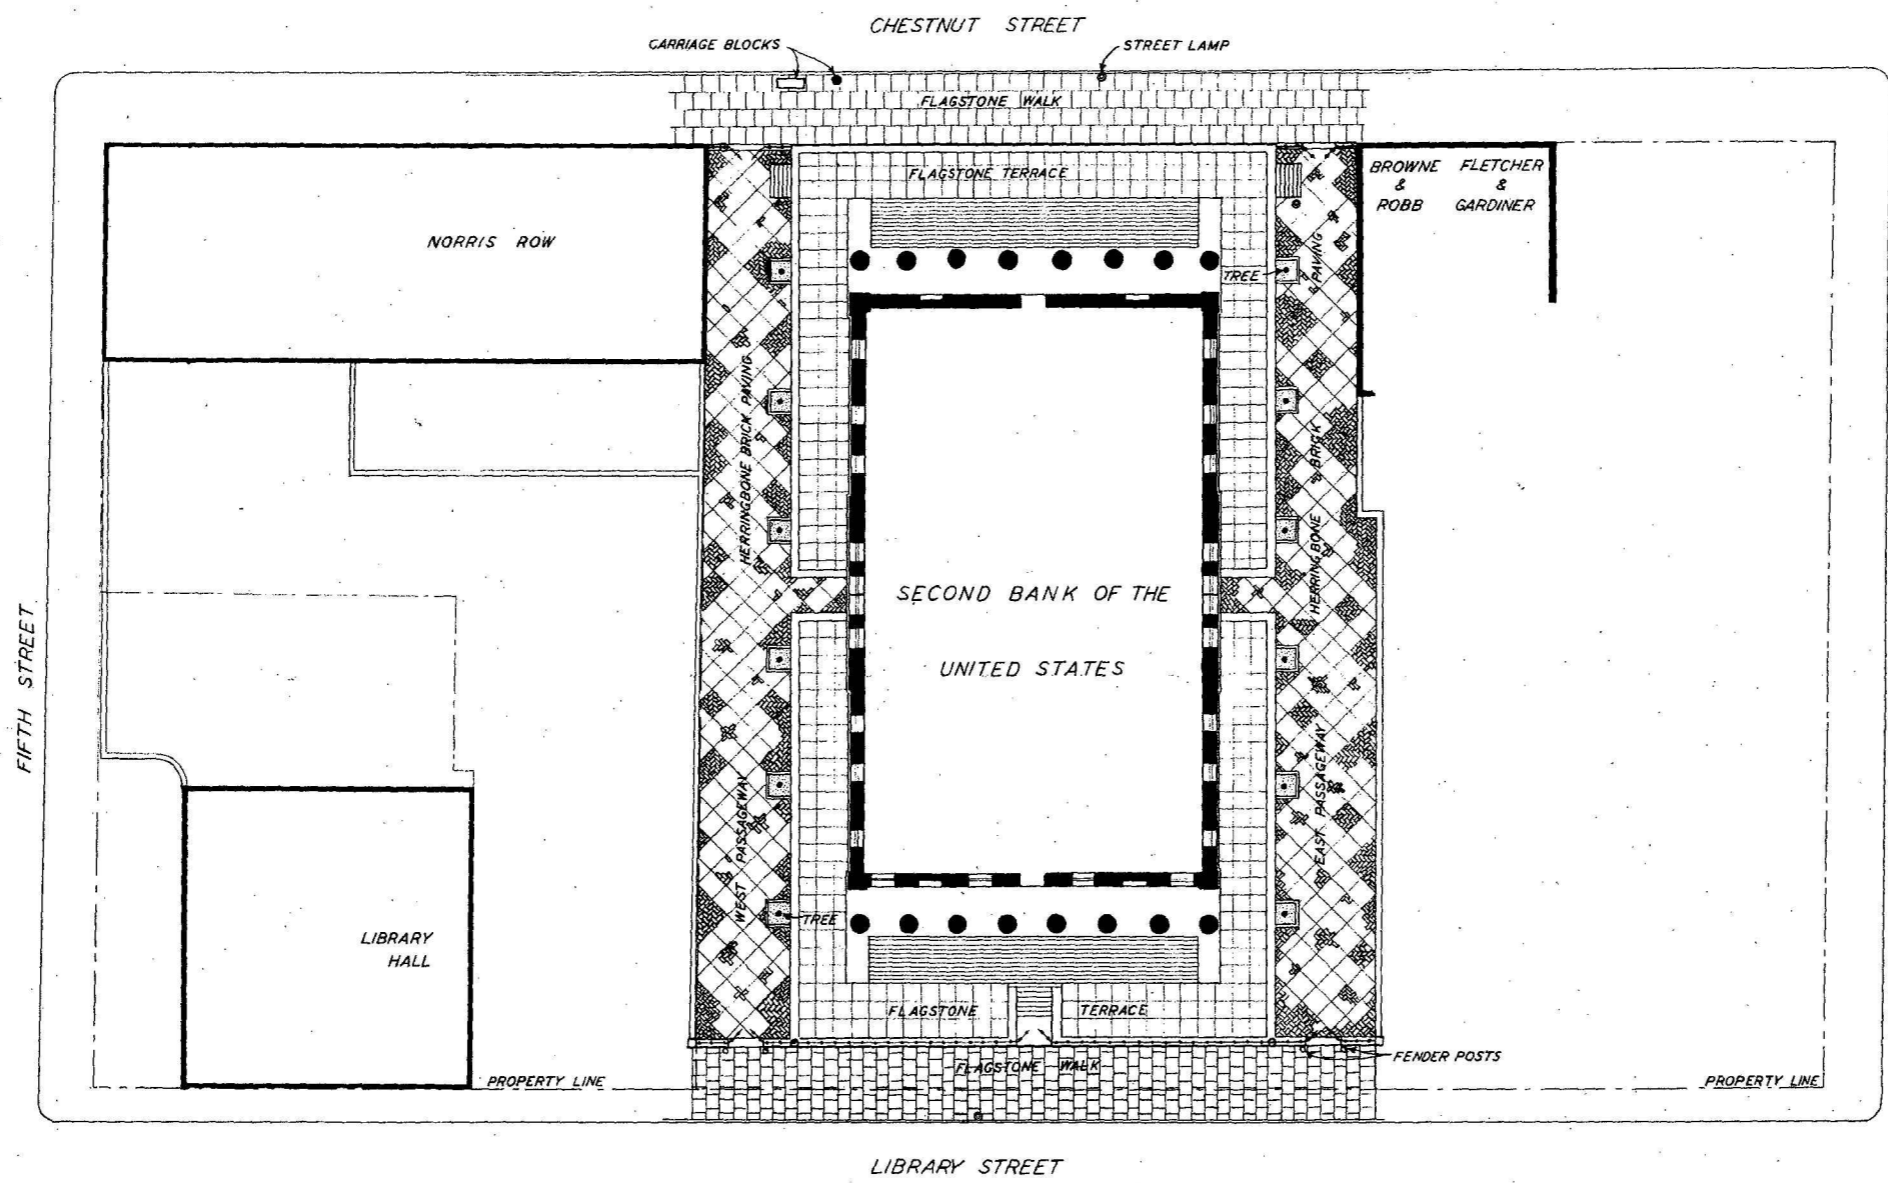 CHESTNUT STREET
CARRIAGE BLOCKS
STREET LAMP
FLAGSTONE WALK
FLAGSTONE TERRACE
BROWNE & ROBB
FLETCHER & GARDINER
NORRIS ROW
TREE
HERRINGBONE BRICK PAVING
HERRINGBONE BRICK PAVING
SECOND BANK OF THE
UNITED STATES
FIFTH STREET
WEST PASSAGEWAY
EAST PASSAGEWAY
TREE
LIBRARY
HALL
FLAGSTONE TERRACE
FENDER POSTS
FLAGSTONE WALK
PROPERTY LINE
PROPERTY LINE
LIBRARY STREET